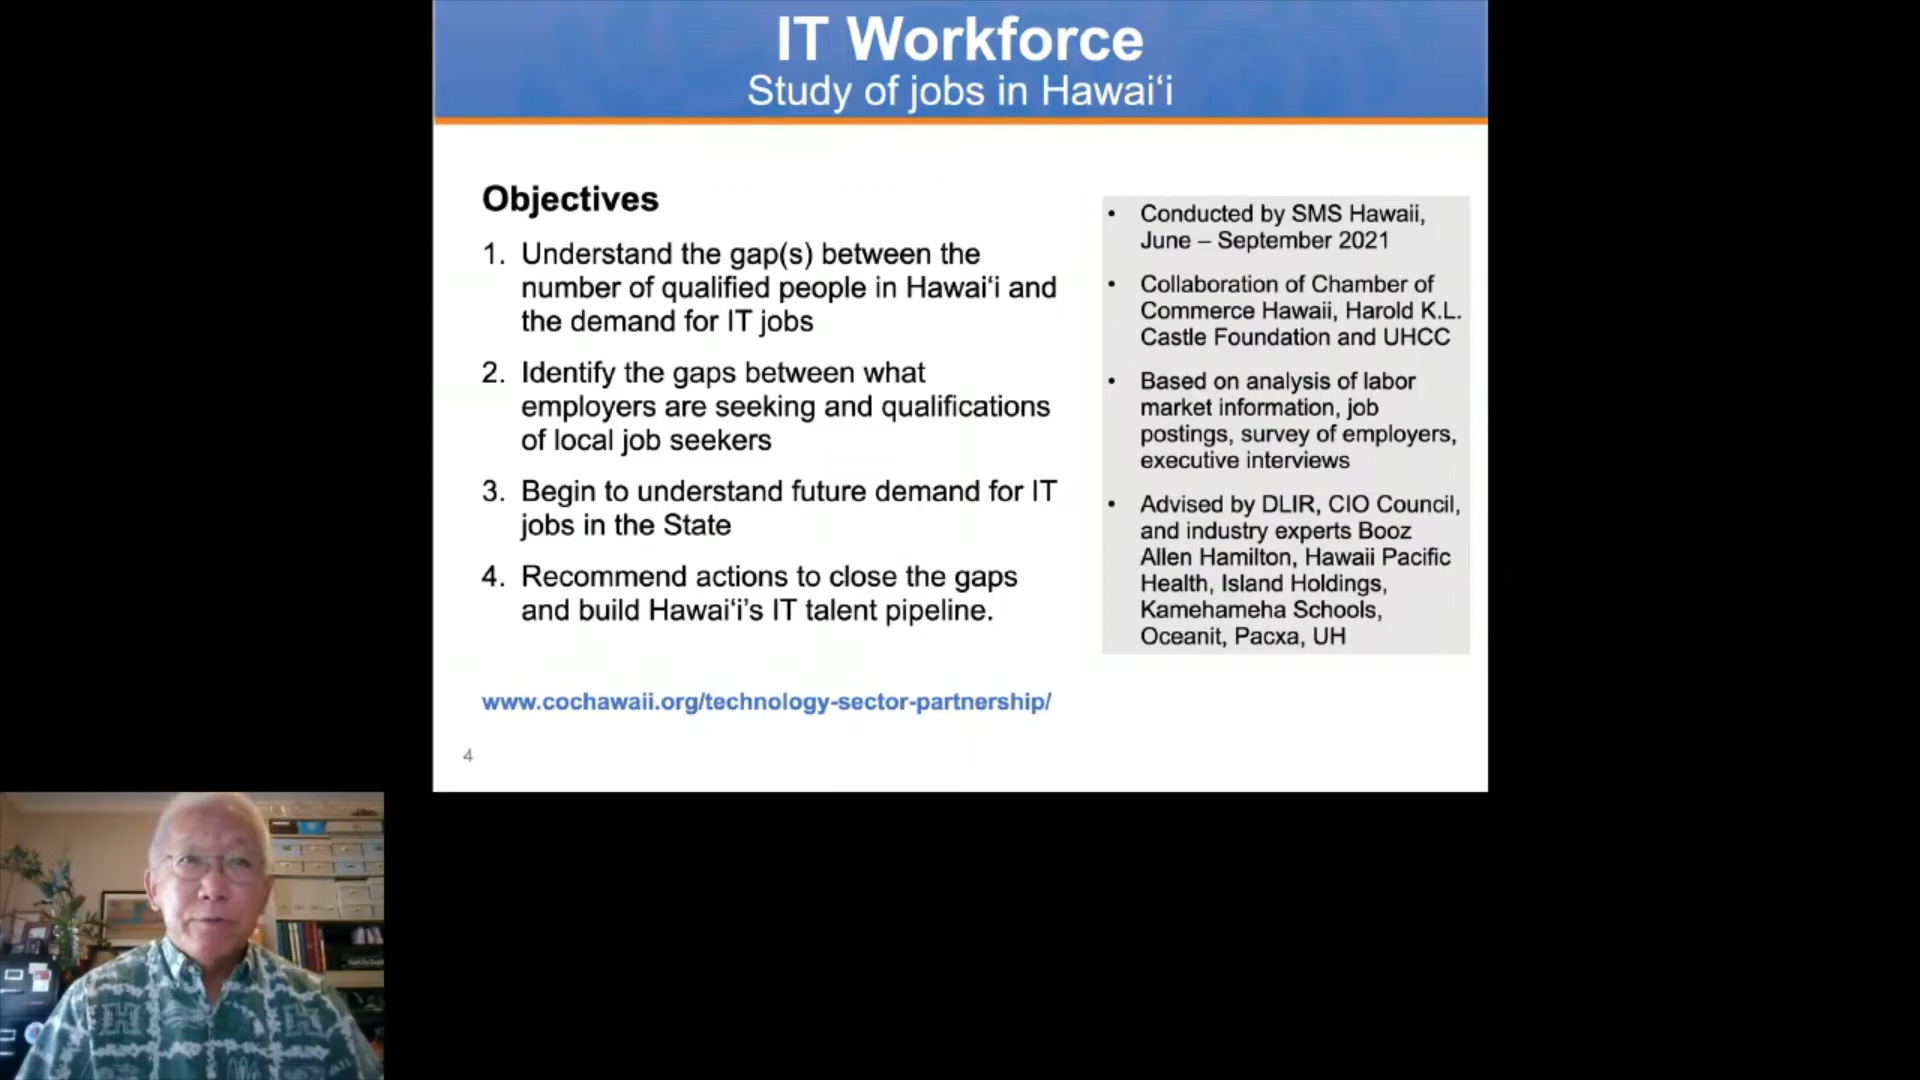 IT Workforce
Study of jobs in Hawaiʻi
Objectives
1. Understand the gap(s) between the
number of qualified people in Hawaiʻi and
the demand for IT jobs
2. Identify the gaps between what
employers are seeking and qualifications
of local job seekers
3. Begin to understand future demand for IT
jobs in the State
4. Recommend actions to close the gaps
and build Hawaiʻi’s IT talent pipeline.
www.cochawaii.org/technology-sector-partnership/
4
• Conducted by SMS Hawaii,
June – September 2021
• Collaboration of Chamber of
Commerce Hawaii, Harold K.L.
Castle Foundation and UHCC
• Based on analysis of labor
market information, job
postings, survey of employers,
executive interviews
• Advised by DLIR, CIO Council,
and industry experts Booz
Allen Hamilton, Hawaii Pacific
Health, Island Holdings,
Kamehameha Schools,
Oceanit, Pacxa, UH